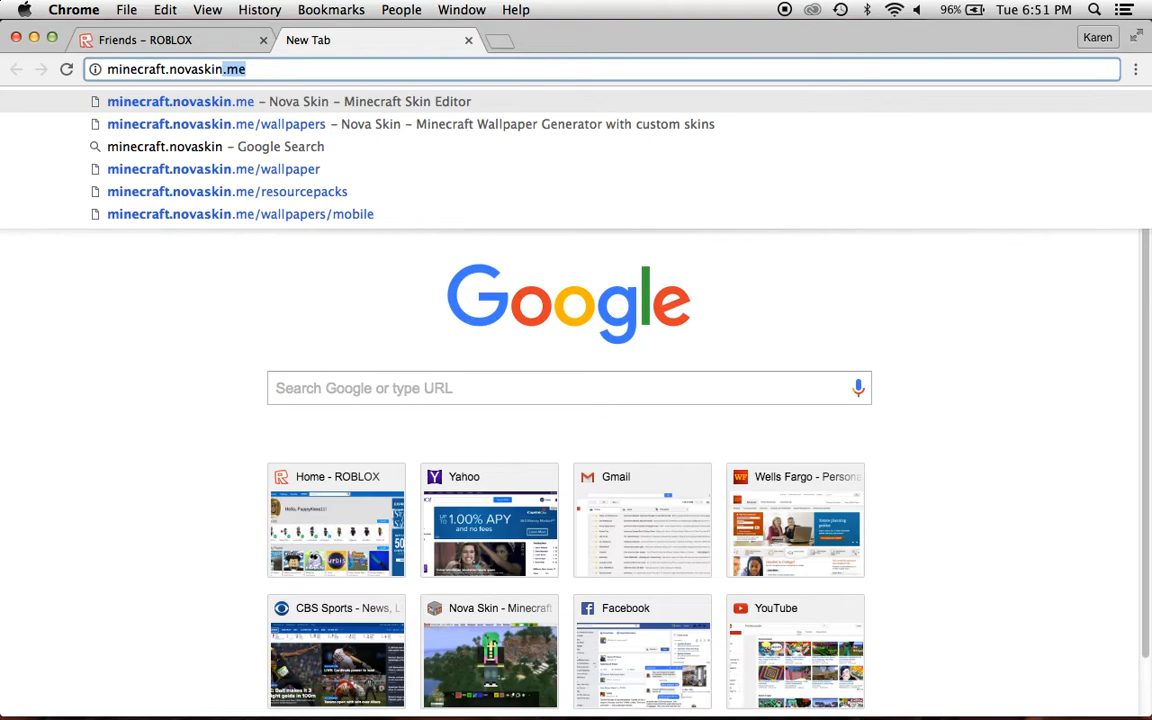 Chrome File Edit View History Bookmarks People Window Help 96% Tue 6:51 PM
Friends – ROBLOX New Tab Karen
minecraft.novaskin.me
minecraft.novaskin.me – Nova Skin – Minecraft Skin Editor
minecraft.novaskin.me/wallpapers – Nova Skin – Minecraft Wallpaper Generator with custom skins
minecraft.novaskin – Google Search
minecraft.novaskin.me/wallpaper
minecraft.novaskin.me/resourcepacks
minecraft.novaskin.me/wallpapers/mobile
Google
Search Google or type URL
Home - ROBLOX Yahoo Gmail Wells Fargo – Persona
1.00% APY
and no fees
CBS Sports - News, L Nova Skin - Minecraft Facebook YouTube